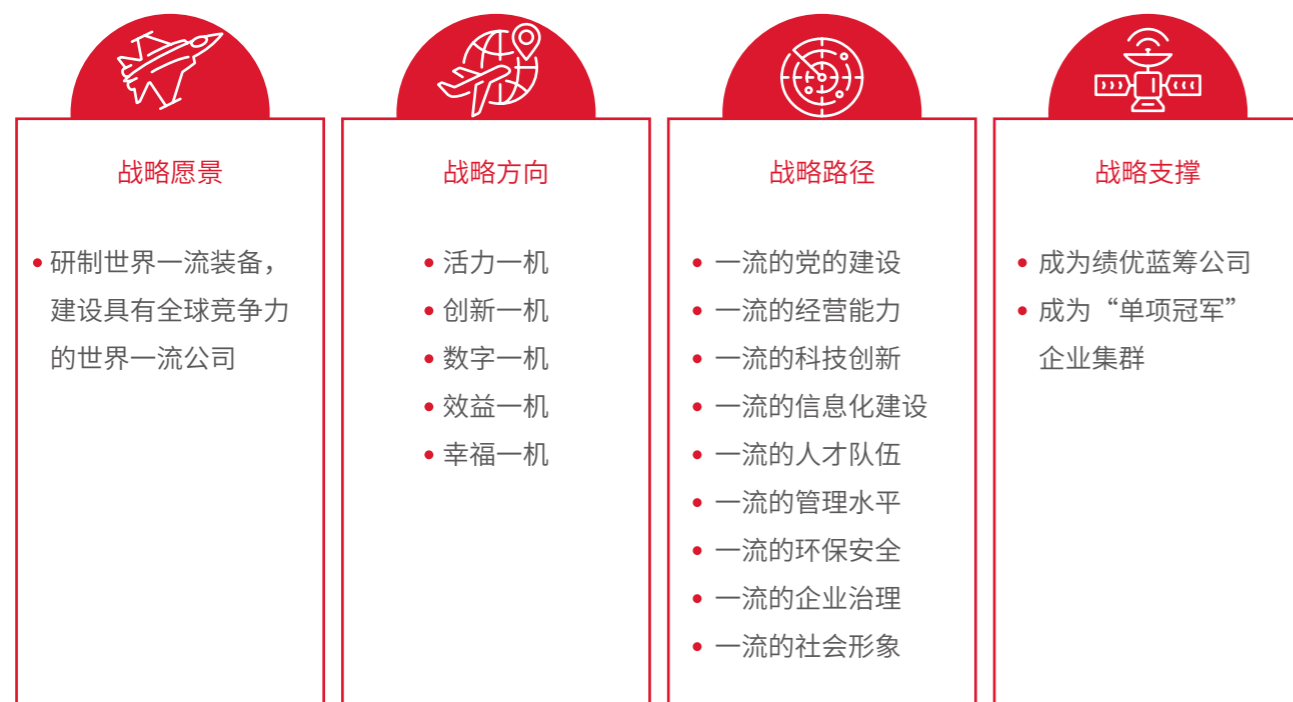 战略愿景
研制世界一流装备，
建设具有全球竞争力
的世界一流公司
战略方向
活力一机
创新一机
数字一机
效益一机
幸福一机
战略路径
一流的党的建设
一流的经营能力
一流的科技创新
一流的信息化建设
一流的人才队伍
一流的管理水平
一流的环保安全
一流的企业治理
一流的社会形象
战略支撑
成为绩优蓝筹公司
成为“单项冠军”
企业集群